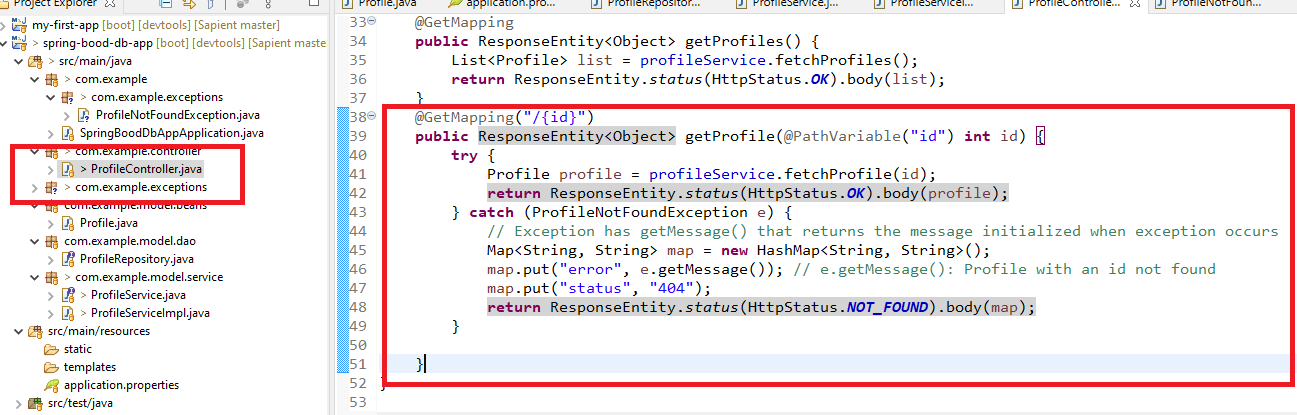 Project Explorer
my-first-app [boot] [devtools] [Sapient master]
> spring-bood-db-app [boot] [devtools] [Sapient master]
> src/main/java
> com.example
> com.example.exceptions
> ProfileNotFoundException.java
> SpringBoodDbAppApplication.java
> com.example.controller
> ProfileController.java
> com.example.exceptions
> com.example.model.beans
> Profile.java
> com.example.model.dao
> ProfileRepository.java
> com.example.model.service
> ProfileService.java
> ProfileServiceImpl.java
src/main/resources
static
templates
application.properties
src/test/java
Profile.java
application.pro...
ProfileRepositor...
ProfileService.j...
ProfileServiceI...
ProfileControlle...
ProfileNotFoun...
33 @GetMapping
34 public ResponseEntity<Object> getProfiles() {
35 List<Profile> list = profileService.fetchProfiles();
36 return ResponseEntity.status(HttpStatus.OK).body(list);
37 }
38 @GetMapping("/{id}")
39 public ResponseEntity<Object> getProfile(@PathVariable("id") int id) {
40 try {
41 Profile profile = profileService.fetchProfile(id);
42 return ResponseEntity.status(HttpStatus.OK).body(profile);
43 } catch (ProfileNotFoundException e) {
44 // Exception has getMessage() that returns the message initialized when exception occurs
45 Map<String, String> map = new HashMap<String, String>();
46 map.put("error", e.getMessage()); // e.getMessage(): Profile with an id not found
47 map.put("status", "404");
48 return ResponseEntity.status(HttpStatus.NOT_FOUND).body(map);
49 }
50
51 }
52 }
53